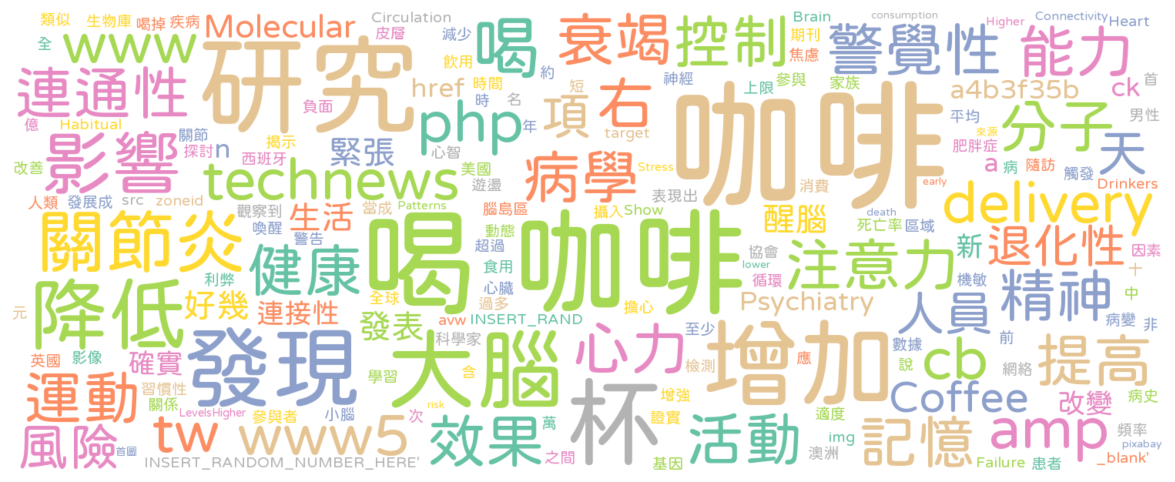 類似 生物庫 喝掉 疾病 Circulation Brain consumption Higher Connectivity Heart
www Molecular 皮層 減少 喝 衰竭 控制 期刊 警覺性 能力
全 研究 飲用 約 焦慮
連通性 href 時間 短 神經 上限 參與 家族 a4b3f35b ck 首
億 Habitual 負面 php 時 名 項 右 咖啡 平均 分子 男性
影響 關節 揭示 n 年 target 來源 天
改善 探討 西班牙 緊張 心智 美國 病學 Stress 消費 early 肥胖症 a 病 隨訪 觸發
人類 發展成 src zoneid technews 遊漫 表現出 Drinkers
觀察到 當成 Patterns 腦島區 攝入 Show 醒腦 death delivery
關節炎 喚醒 生活 動態 喝 咖啡 死亡率 區域 新 退化性 因素
警告 超過 協會 lower 注意力
利弊 健康 食用 循環 機敏 十
降低 好幾 心臟 擔心 Psychiatry 人員 精神 中
元 連接性 全球 過多 病變 非
發現 發表 avw INSERT_RAND 至少 增加 數據 前
英國 影像 確實 科學家 大腦 心力 檢測 應 說 cb 網絡 提高
運動 習慣性 學習 含 杯 增強 Coffee 改變 病史
關係 LevelsHigher 參與者 小腦 次 risk 萬 證實 適度
風險 tw www5 效果 活動 img 記憶 amp 頻率
首圖 INSERT_RANDOM_NUMBER_HERE' 之間 基因 澳洲 Failure 患者 _blank' pixabay